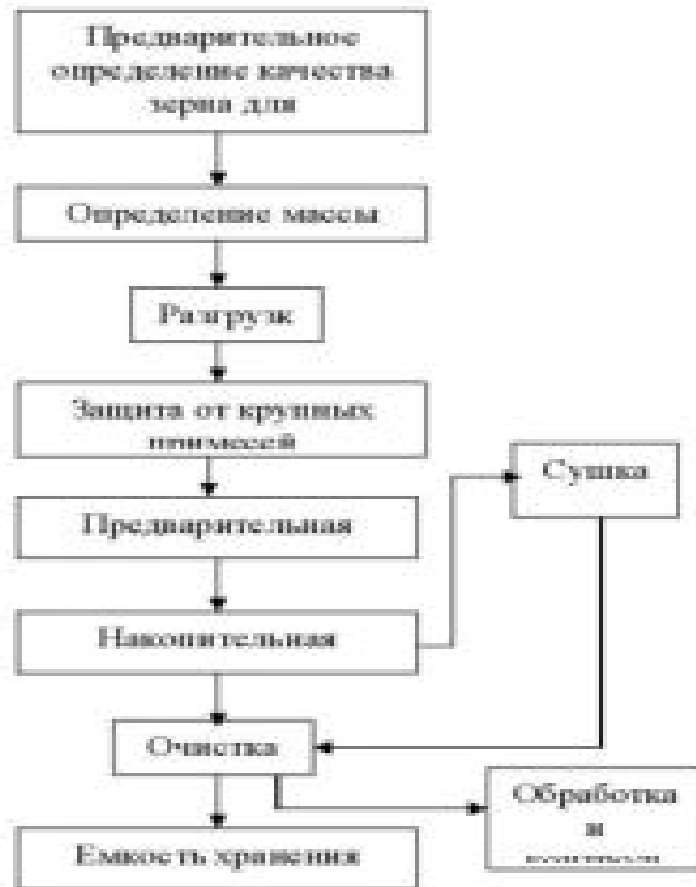 Предварительное
определение качества
зерна для
Определение массы
Разгрузк
Защита от крупных
примесей
Предварительная
Накопительная
Сушка
Очистка
Обработка
и
контроль
Емкость хранения